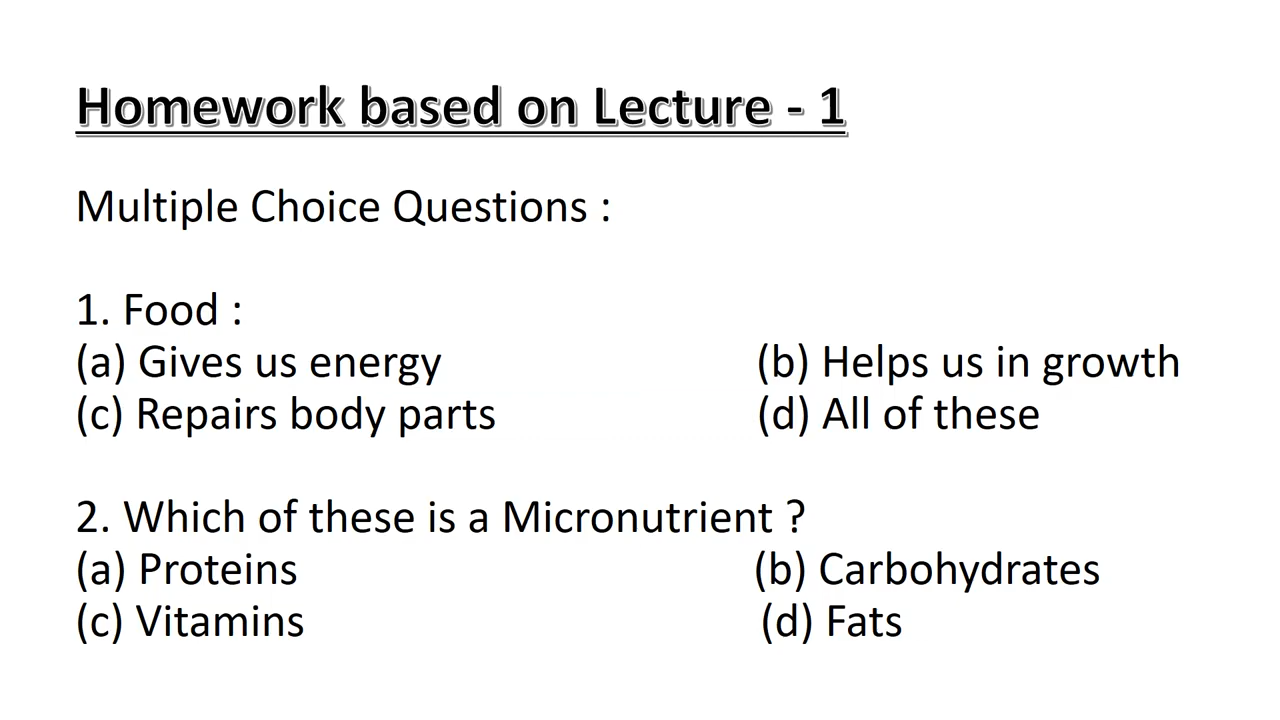 Homework based on Lecture - 1
Multiple Choice Questions :
1. Food :
(a) Gives us energy (b) Helps us in growth
(c) Repairs body parts (d) All of these
2. Which of these is a Micronutrient ?
(a) Proteins (b) Carbohydrates
(c) Vitamins (d) Fats